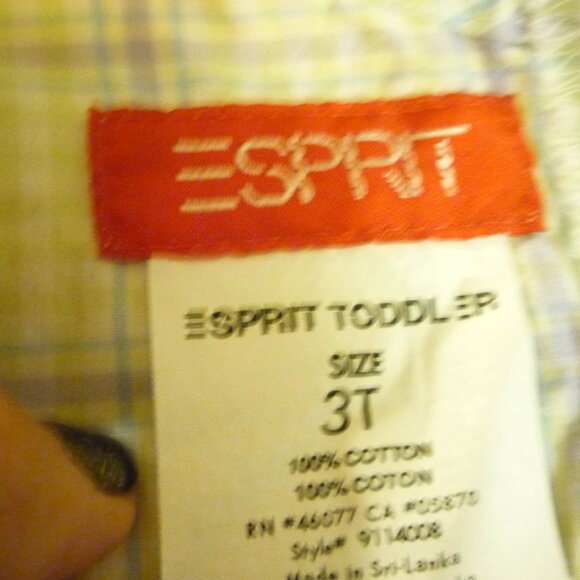 ESPRIT
ESPRIT TODDLER
SIZE
3T
100% COTTON
100% COTON
RN #46077 CA #05870
Style# 9114008
Made in Sri-Lanka